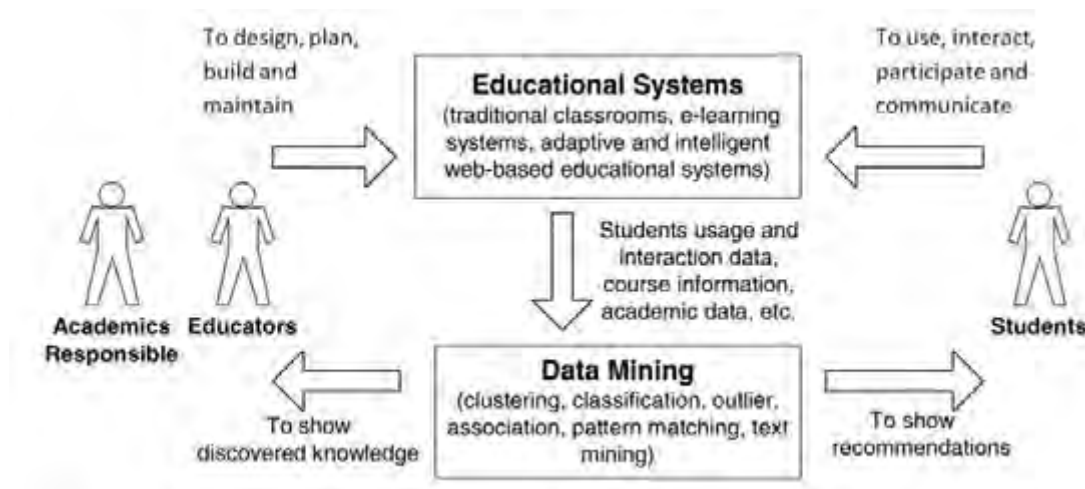 To design, plan,
build and
maintain
Educational Systems
(traditional classrooms, e-learning
systems, adaptive and intelligent
web-based educational systems)
To use, interact,
participate and
communicate
Students usage and
interaction data,
course information,
academic data, etc.
Academics
Responsible
Educators
Students
To show
discovered knowledge
Data Mining
(clustering, classification, outlier,
association, pattern matching, text
mining)
To show
recommendations